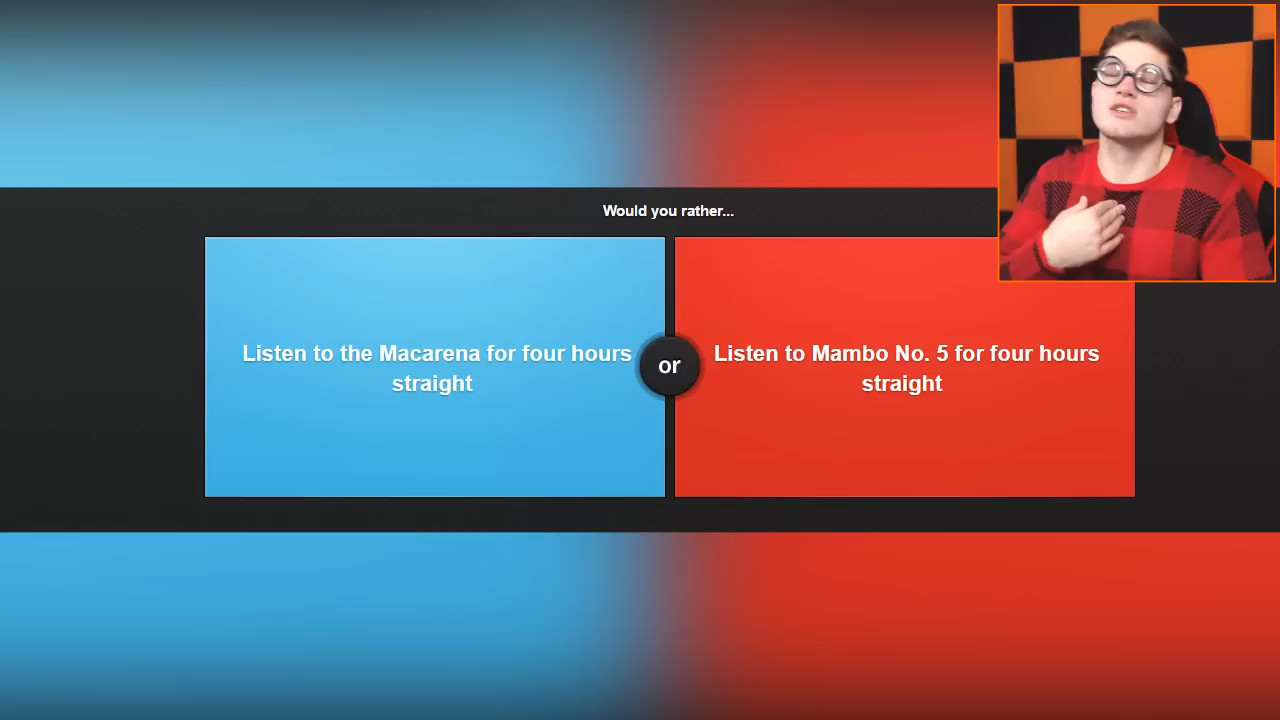 Would you rather...
Listen to the Macarena for four hours
straight
or
Listen to Mambo No. 5 for four hours
straight